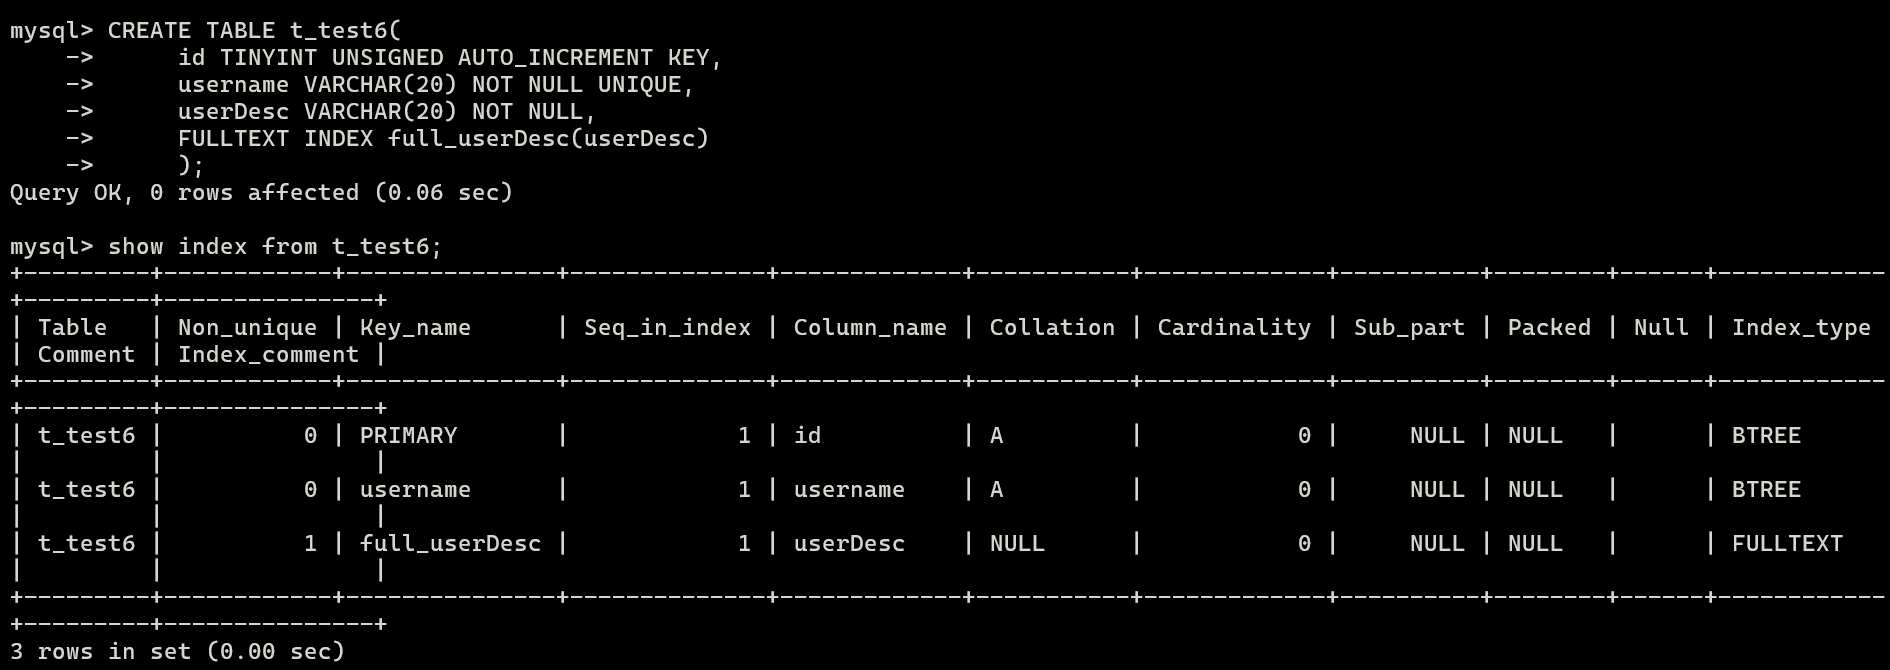 mysql> CREATE TABLE t_test6(
    ->      id TINYINT UNSIGNED AUTO_INCREMENT KEY,
    ->      username VARCHAR(20) NOT NULL UNIQUE,
    ->      userDesc VARCHAR(20) NOT NULL,
    ->      FULLTEXT INDEX full_userDesc(userDesc)
    ->      );
Query OK, 0 rows affected (0.06 sec)

mysql> show index from t_test6;
+---------+------------+---------------+--------------+-------------+-----------+-------------+----------+--------+------+------------
+---------+---------------+
| Table   | Non_unique | Key_name      | Seq_in_index | Column_name | Collation | Cardinality | Sub_part | Packed | Null | Index_type
| Comment | Index_comment |
+---------+------------+---------------+--------------+-------------+-----------+-------------+----------+--------+------+------------
+---------+---------------+
| t_test6 |          0 | PRIMARY       |            1 | id          | A         |           0 |     NULL | NULL   |      | BTREE
|         |               |
| t_test6 |          0 | username      |            1 | username    | A         |           0 |     NULL | NULL   |      | BTREE
|         |               |
| t_test6 |          1 | full_userDesc |            1 | userDesc    | NULL      |           0 |     NULL | NULL   |      | FULLTEXT
|         |               |
+---------+------------+---------------+--------------+-------------+-----------+-------------+----------+--------+------+------------
+---------+---------------+
3 rows in set (0.00 sec)